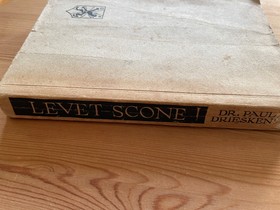 LEVET SCONE
DR. PAUL
DRIESKEN